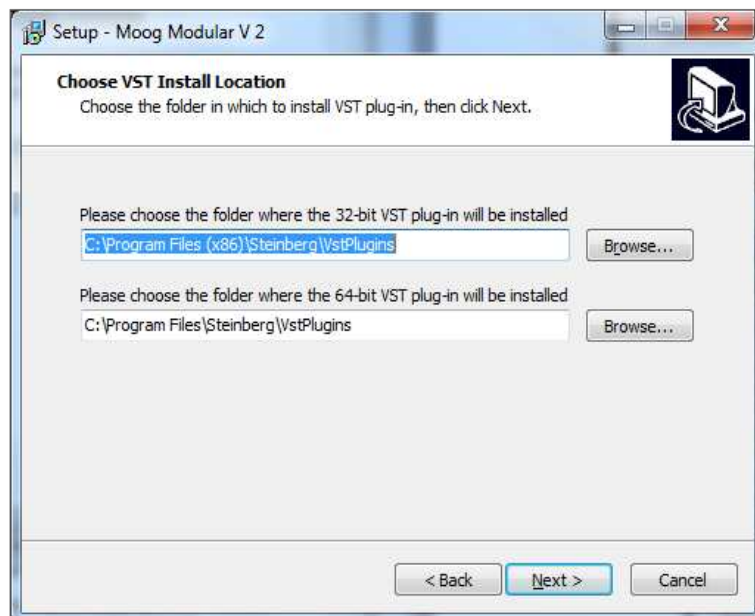 Setup - Moog Modular V 2
Choose VST Install Location
Choose the folder in which to install VST plug-in, then click Next.
Please choose the folder where the 32-bit VST plug-in will be installed
C:\Program Files (x86)\Steinberg\VstPlugins
Browse...
Please choose the folder where the 64-bit VST plug-in will be installed
C:\Program Files\Steinberg\VstPlugins
Browse...
< Back
Next >
Cancel